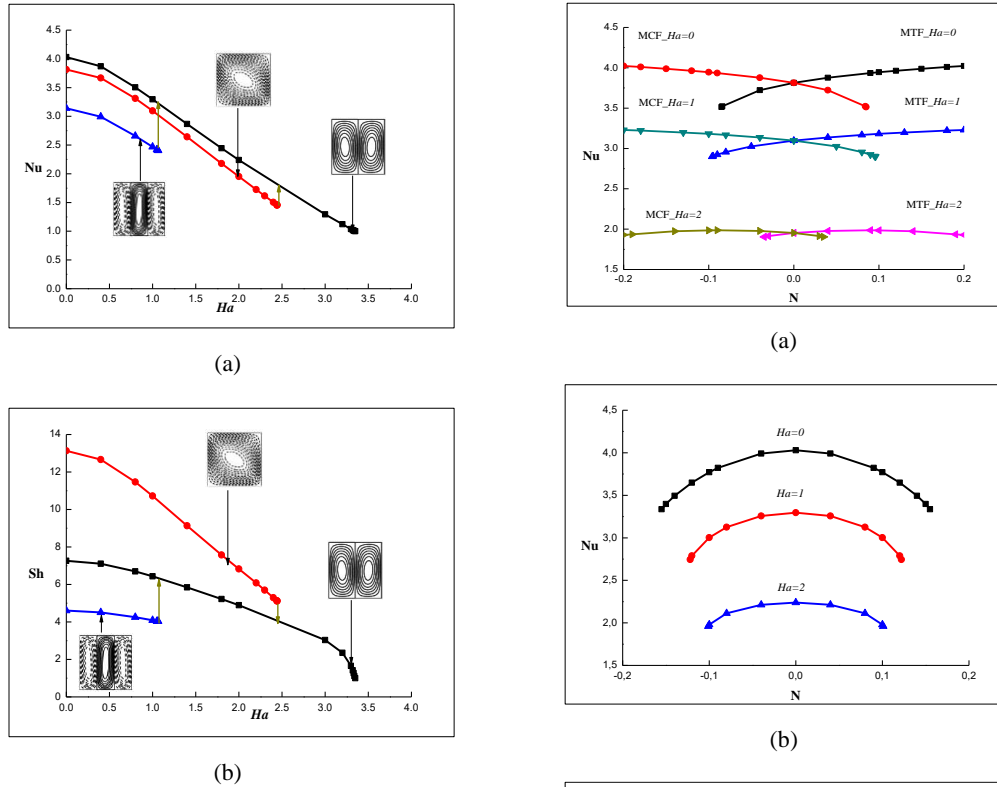 4.5
4.0
3.5
3.0
2.5
2.0
1.5
1.0
0.5
0.0
Nu
0.0 0.5 1.0 1.5 2.0 2.5 3.0 3.5 4.0
Ha
(a)
14
12
10
8
6
4
2
0
Sh
0.0 0.5 1.0 1.5 2.0 2.5 3.0 3.5 4.0
Ha
(b)
4.5
4.0
3.5
3.0
2.5
2.0
1.5
Nu
MCF_Ha=0 MTF_Ha=0
MCF_Ha=1 MTF_Ha=1
MCF_Ha=2 MTF_Ha=2
-0.2 -0.1 0.0 0.1 0.2
N
(a)
4,5
4,0
3,5
3,0
2,5
2,0
1,5
Nu
Ha=0
Ha=1
Ha=2
-0,2 -0,1 0,0 0,1 0,2
N
(b)